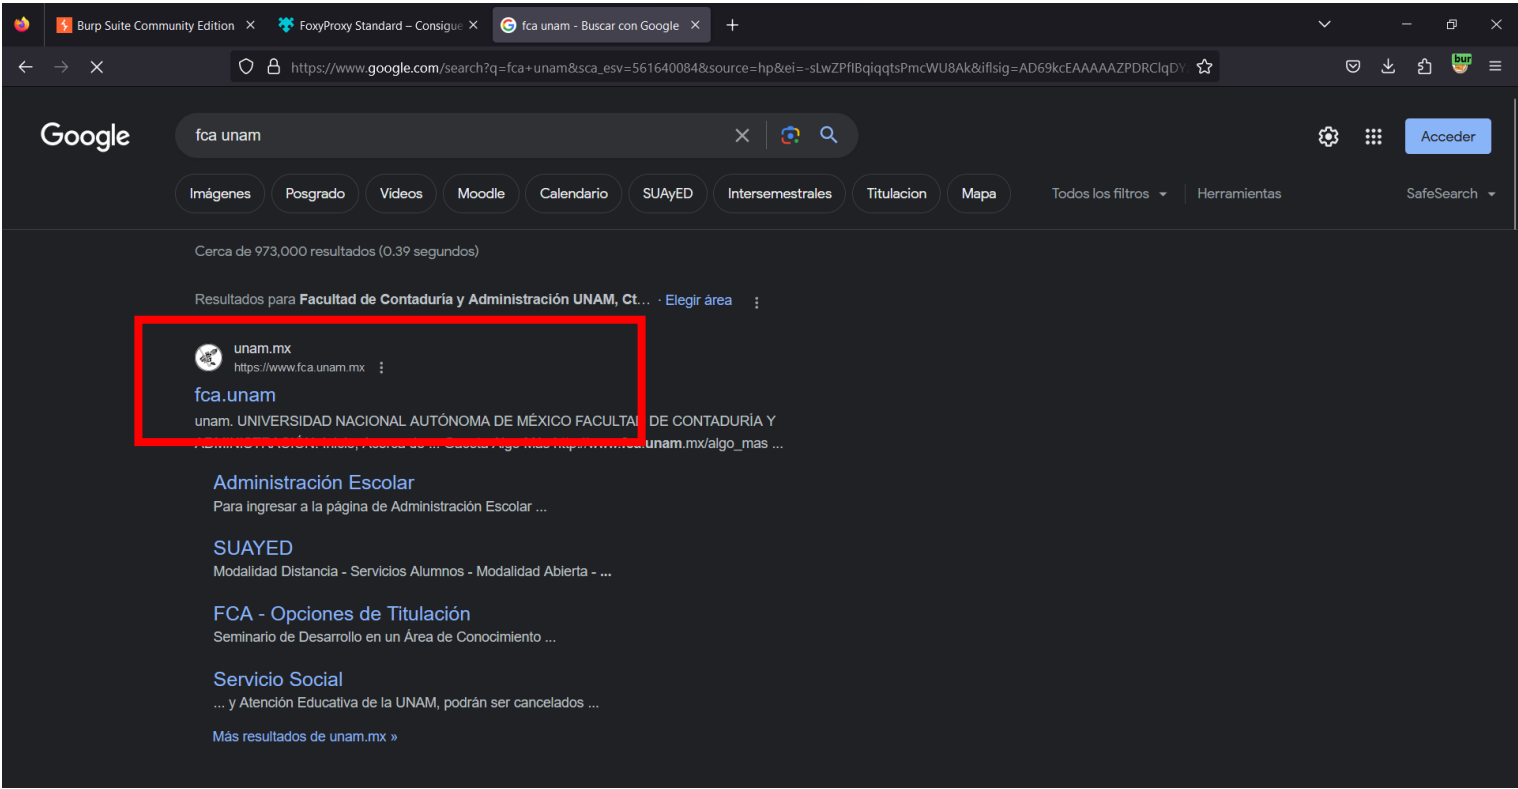 Burp Suite Community Edition
FoxyProxy Standard – Consigue
fca unam - Buscar con Google
https://www.google.com/search?q=fca+unam&sca_esv=561640084&source=hp&ei=-sLwZPfIBqiqqtsPmcWU8Ak&iflsig=AD69kcEAAAAAZPDRClqDY
bur
Google
fca unam
Acceder
Imágenes
Posgrado
Videos
Moodle
Calendario
SUAyED
Intersemestrales
Titulacion
Mapa
Todos los filtros
Herramientas
SafeSearch
Cerca de 973,000 resultados (0.39 segundos)
Resultados para Facultad de Contaduría y Administración UNAM, Ct... · Elegir área
unam.mx
https://www.fca.unam.mx
fca.unam
unam. UNIVERSIDAD NACIONAL AUTÓNOMA DE MÉXICO FACULTAD DE CONTADURÍA Y
unam.mx/algo_mas ...
Administración Escolar
Para ingresar a la página de Administración Escolar ...
SUAYED
Modalidad Distancia - Servicios Alumnos - Modalidad Abierta - ...
FCA - Opciones de Titulación
Seminario de Desarrollo en un Área de Conocimiento ...
Servicio Social
... y Atención Educativa de la UNAM, podrán ser cancelados ...
Más resultados de unam.mx »